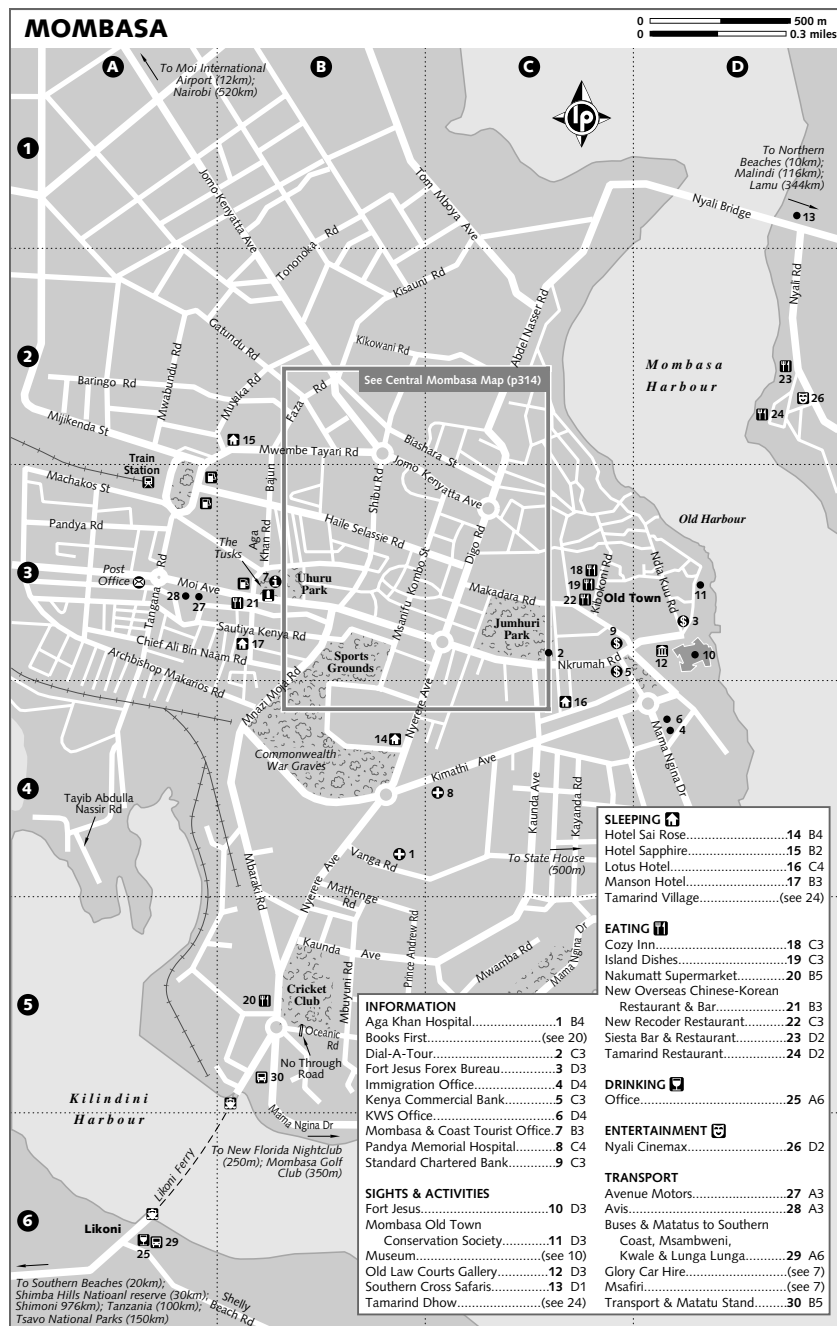 MOMBASA
0 500 m
0 0.3 miles
A
B
C
D
To Moi International
Airport (12km);
Nairobi (520km)
lp
1
To Northern
Beaches (10km);
Malindi (116km);
Lamu (344km)
Nyali Bridge
13
Jomo Kenyatta Ave
Tom Mboya Ave
Tononoka Rd
Kisauni Rd
Nyali Rd
Abdel Nasser Rd
2
Gatundu Rd
Kikowani Rd
Mwabundu Rd
Muyaka Rd
Faza Rd
See Central Mombasa Map (p314)
Mombasa
Harbour
23
26
24
Baringo Rd
Mijikenda St
15
Mwembe Tayari Rd
Biashara St
Train
Station
Jomo Kenyatta Ave
Machakos St
Bajun
Shibu Rd
Pandya Rd
Haile Selassie Rd
Digo Rd
Old Harbour
Aga
Khan Rd
The
Tusks
Msanifu Kombo St
3
Post
Office
Moi Ave
7
Uhuru
Park
Makadara Rd
18
19
22
Kibokoni Rd
Old Town
Ndia Kuu Rd
11
28
27
21
Tangana Rd
Sautiya Kenya Rd
Jumhuri
Park
9
3
Chief Ali Bin Naam Rd
17
Sports
Grounds
2
Nkrumah Rd
5
12
10
Archbishop Makarios Rd
Mnazi Moja Rd
Nyerere Ave
16
6
4
14
Commonwealth
War Graves
Kimathi Ave
Mama Ngina Dr
4
8
Tayib Abdulla
Nassir Rd
Kaunda Ave
Kayanda Rd
1
Vanga Rd
To State House
(500m)
Mbaraki Rd
Nyerere Ave
Mathenge
Rd
Prince Andrew Rd
Kaunda Ave
Mwamba Rd
Mama Ngina Dr
5
20
Cricket
Club
Mbuyuni Rd
Oceanic
Rd
No Through
Road
30
Kilindini
Harbour
Mama Ngina Dr
Likoni Ferry
To New Florida Nightclub
(250m); Mombasa Golf
Club (350m)
6
Likoni
25
29
To Southern Beaches (20km);
Shimba Hills Natioanl reserve (30km);
Shimoni 976km); Tanzania (100km);
Tsavo National Parks (150km)
Shelly
Beach Rd
INFORMATION
Aga Khan Hospital 1 B4
Books First (see 20)
Dial-A-Tour 2 C3
Fort Jesus Forex Bureau 3 D3
Immigration Office 4 D4
Kenya Commercial Bank 5 C3
KWS Office 6 D4
Mombasa & Coast Tourist Office 7 B3
Pandya Memorial Hospital 8 C4
Standard Chartered Bank 9 C3
SIGHTS & ACTIVITIES
Fort Jesus 10 D3
Mombasa Old Town
Conservation Society 11 D3
Museum (see 10)
Old Law Courts Gallery 12 D3
Southern Cross Safaris 13 D1
Tamarind Dhow (see 24)
SLEEPING
Hotel Sai Rose 14 B4
Hotel Sapphire 15 B2
Lotus Hotel 16 C4
Manson Hotel 17 B3
Tamarind Village (see 24)
EATING
Cozy Inn 18 C3
Island Dishes 19 C3
Nakumatt Supermarket 20 B5
New Overseas Chinese-Korean
Restaurant & Bar 21 B3
New Recoder Restaurant 22 C3
Siesta Bar & Restaurant 23 D2
Tamarind Restaurant 24 D2
DRINKING
Office 25 A6
ENTERTAINMENT
Nyali Cinemax 26 D2
TRANSPORT
Avenue Motors 27 A3
Avis 28 A3
Buses & Matatus to Southern
Coast, Msambweni,
Kwale & Lunga Lunga 29 A6
Glory Car Hire (see 7)
Msafiri (see 7)
Transport & Matatu Stand 30 B5